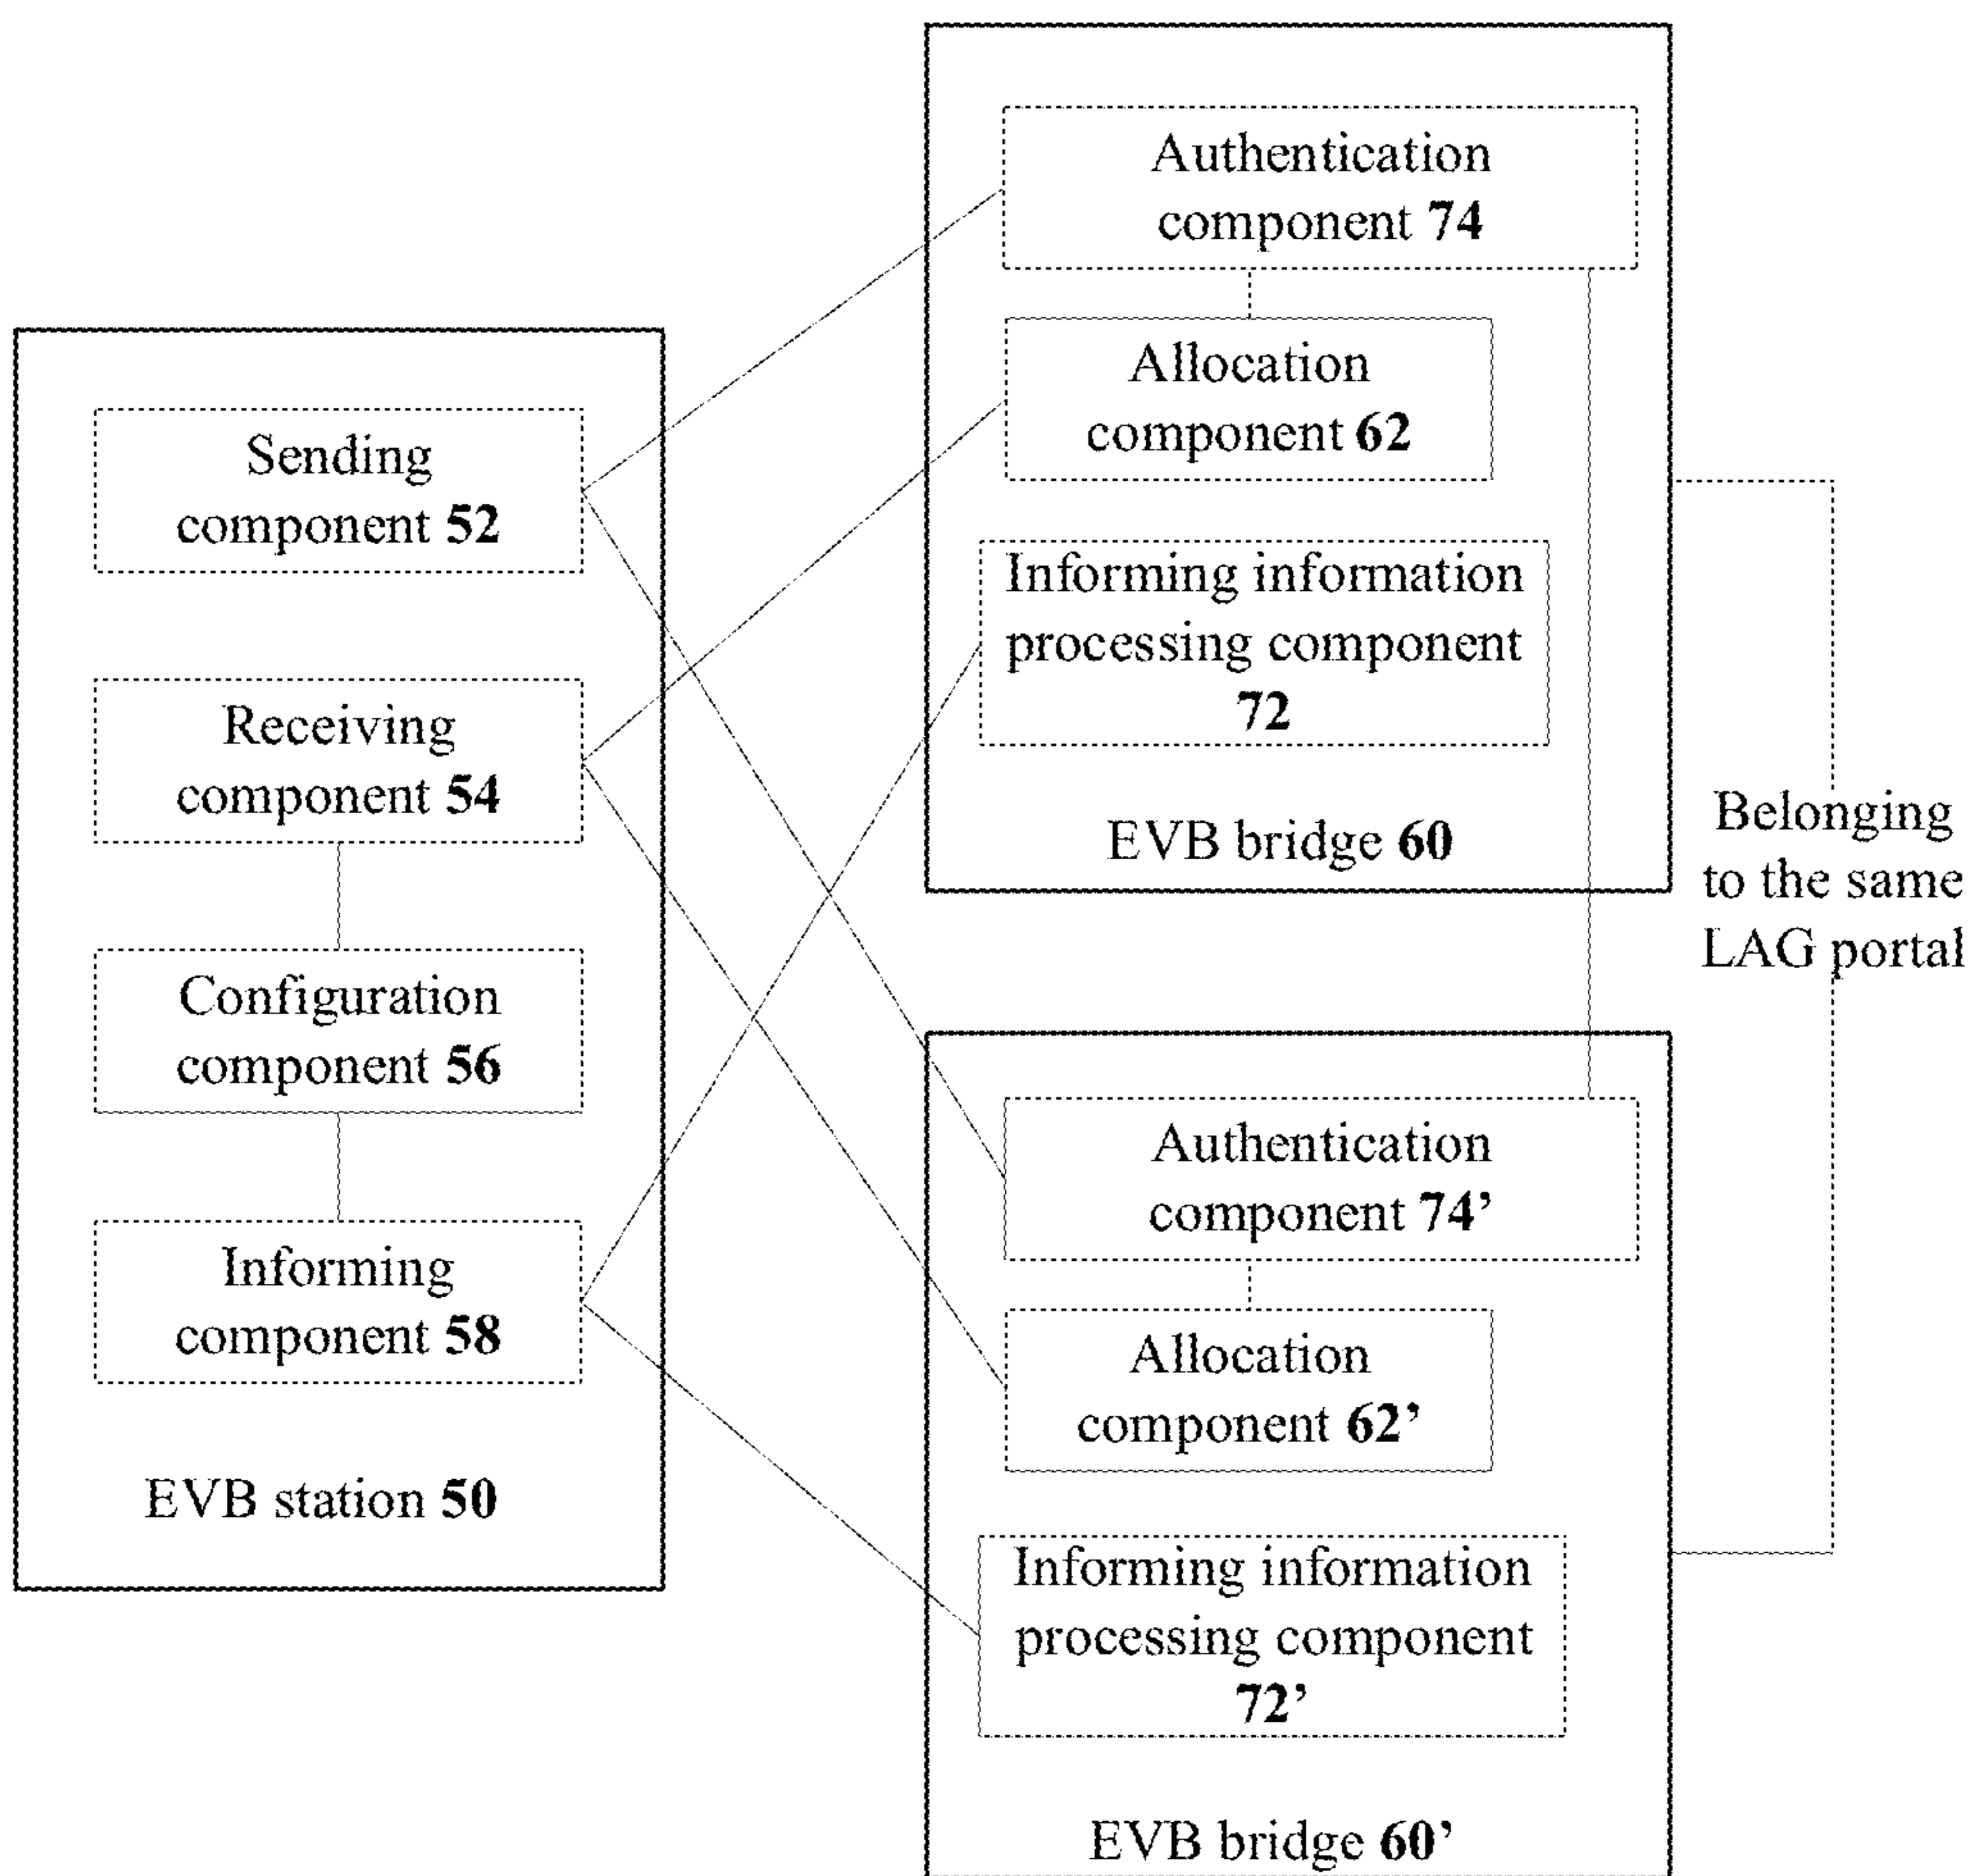 Sending
component 52
Receiving
component 54
Configuration
component 56
Informing
component 58
EVB station 50
Authentication
component 74
Allocation
component 62
Informing information
processing component
72
EVB bridge 60
Belonging
to the same
LAG portal
Authentication
component 74’
Allocation
component 62’
Informing information
processing component
72’
EVB bridge 60’